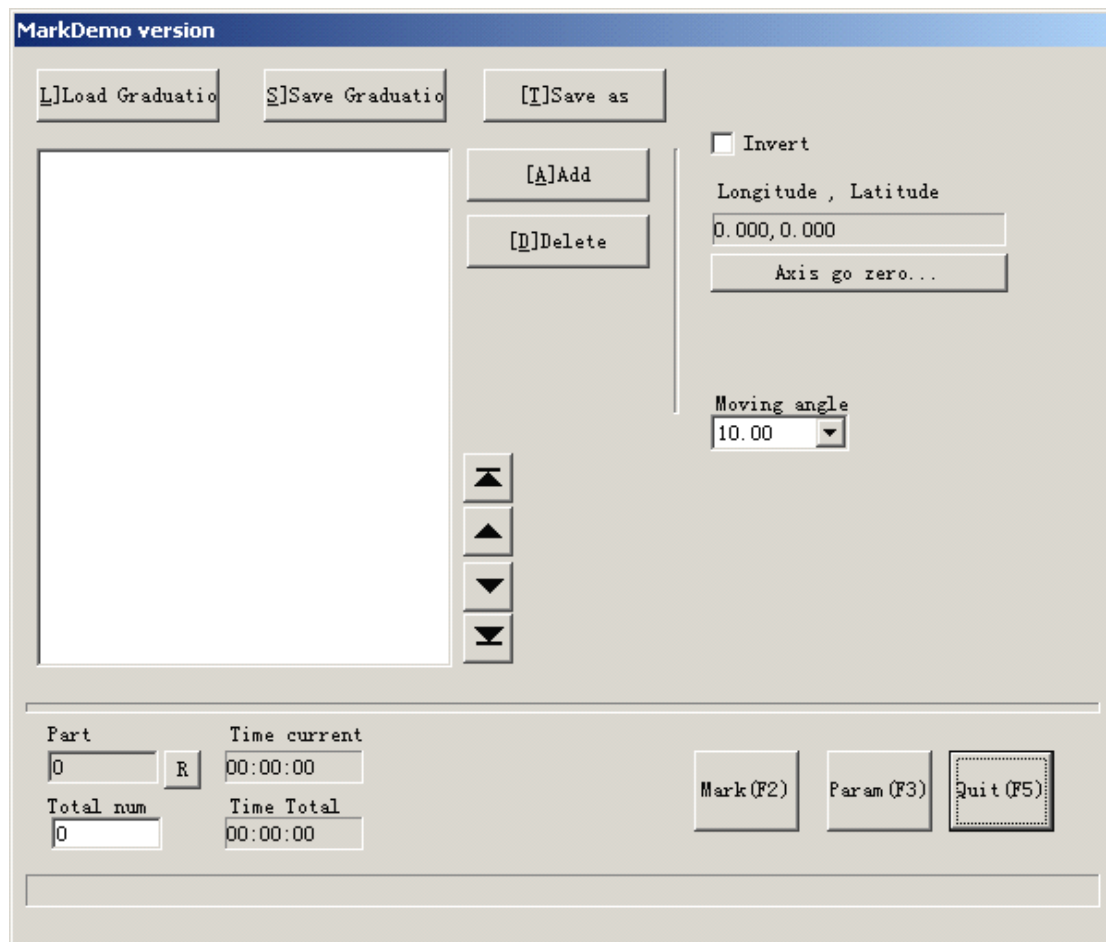 MarkDemo version
L]Load Graduatio
S]Save Graduatio
[T]Save as
[A]Add
[D]Delete
Invert
Longitude , Latitude
0.000,0.000
Axis go zero...
Moving angle
10.00
Part
Time current
0
R
00:00:00
Total num
Time Total
0
00:00:00
Mark(F2)
Param(F3)
Quit(F5)